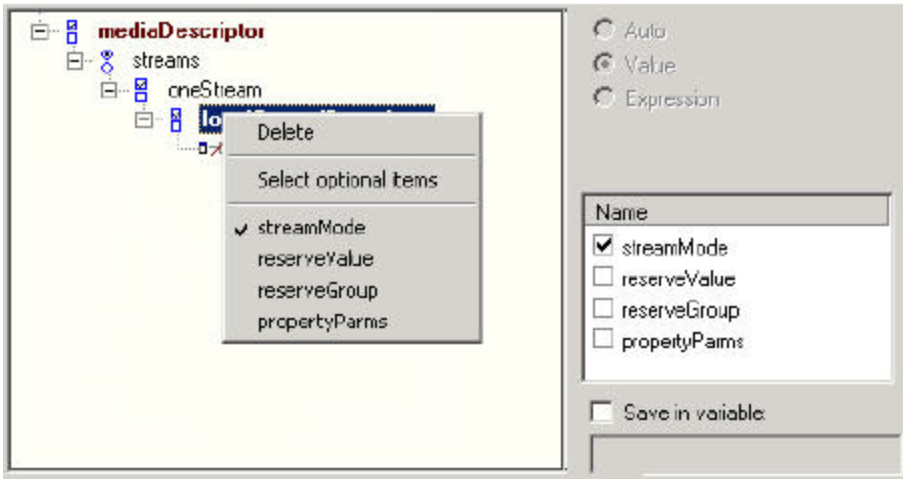 mediaDescriptor
streams
oneStream
lo
Delete
Select optional items
streamMode
reserveValue
reserveGroup
propertyParms
Auto
Value
Expression
Name
streamMode
reserveValue
reserveGroup
propertyParms
Save in variable: